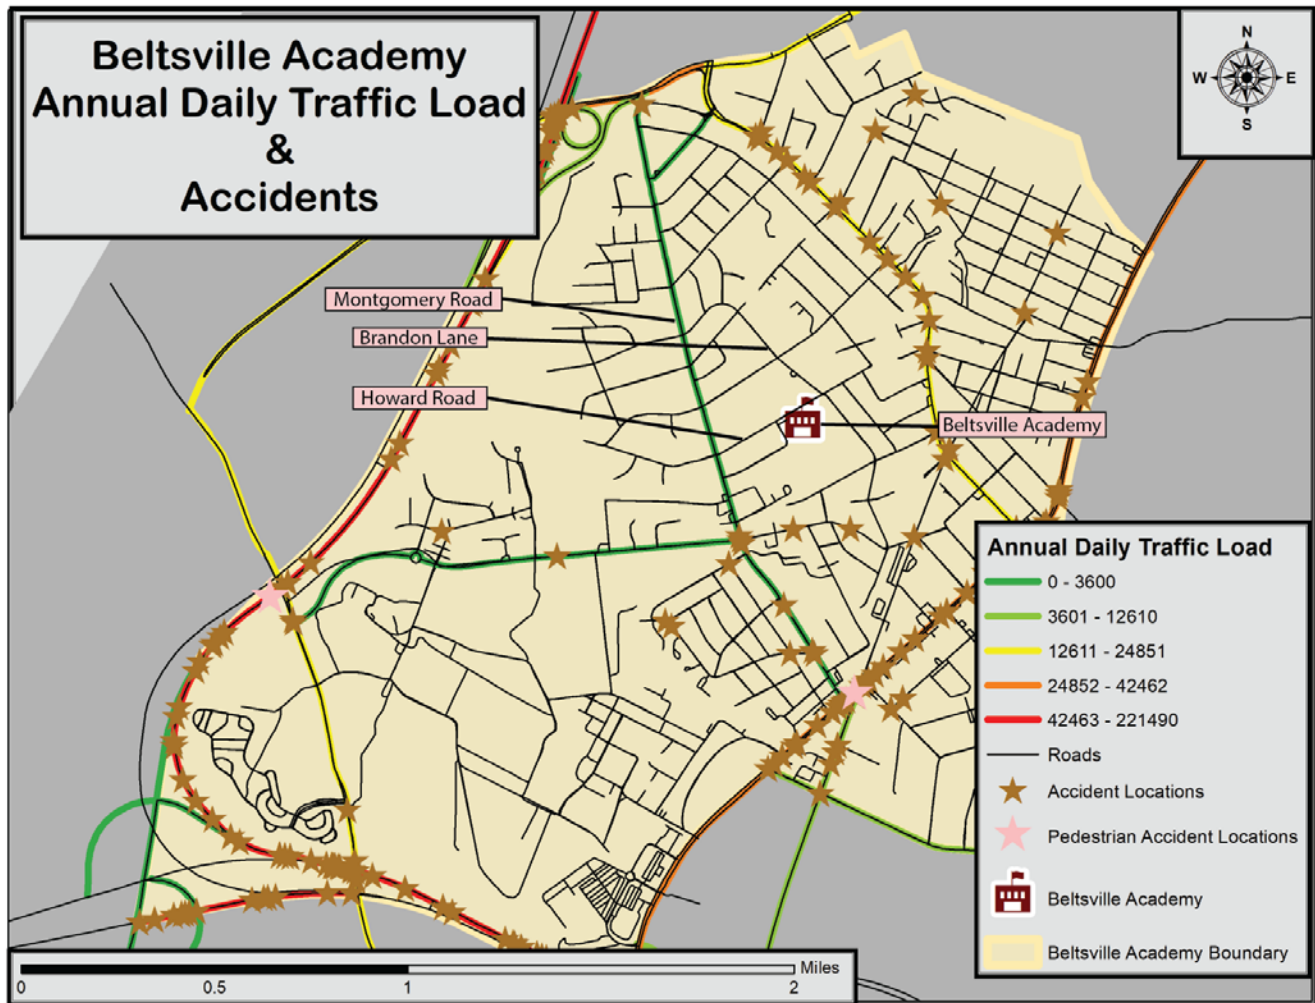 Beltsville Academy
Annual Daily Traffic Load
&
Accidents
N
W
E
S
Montgomery Road
Brandon Lane
Howard Road
Beltsville Academy
Annual Daily Traffic Load
0 - 3600
3601 - 12610
12611 - 24851
24852 - 42462
42463 - 221490
Roads
Accident Locations
Pedestrian Accident Locations
Beltsville Academy
Beltsville Academy Boundary
Miles
0
0.5
1
2